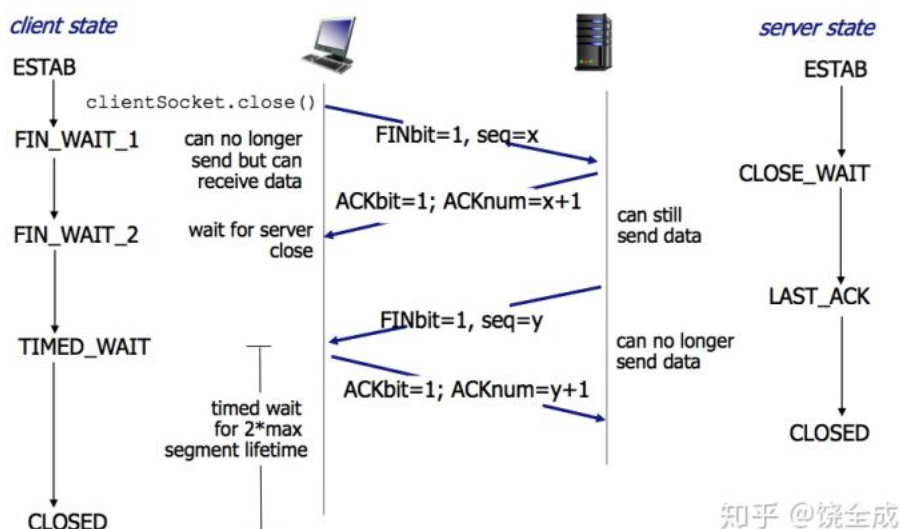 client state
server state
ESTAB
ESTAB
clientSocket.close()
FIN_WAIT_1
can no longer
send but can
receive data
FINbit=1, seq=x
CLOSE_WAIT
ACKbit=1; ACKnum=x+1
FIN_WAIT_2
wait for server
close
can still
send data
LAST_ACK
FINbit=1, seq=y
TIMED_WAIT
can no longer
send data
ACKbit=1; ACKnum=y+1
timed wait
for 2*max
segment lifetime
CLOSED
CLOSED
知乎 @饶全成